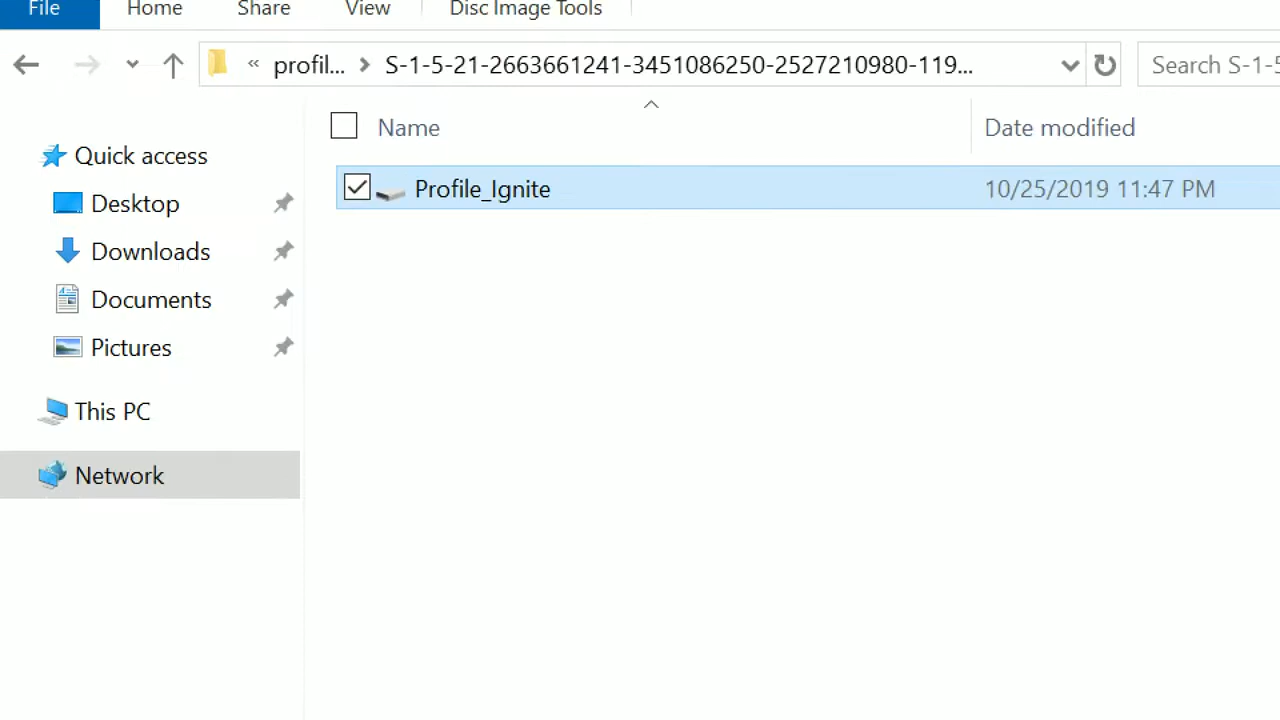 File Home Share View Disc Image Tools
« profil... S-1-5-21-2663661241-3451086250-2527210980-119... Search S-1-5
Name Date modified
Profile_Ignite 10/25/2019 11:47 PM
Quick access
Desktop
Downloads
Documents
Pictures
This PC
Network